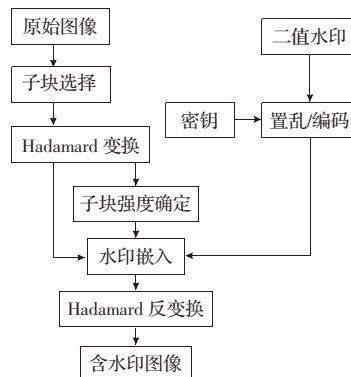 原始图像
二值水印
子块选择
密钥
置乱/编码
Hadamard 变换
子块强度确定
水印嵌入
Hadamard 反变换
含水印图像